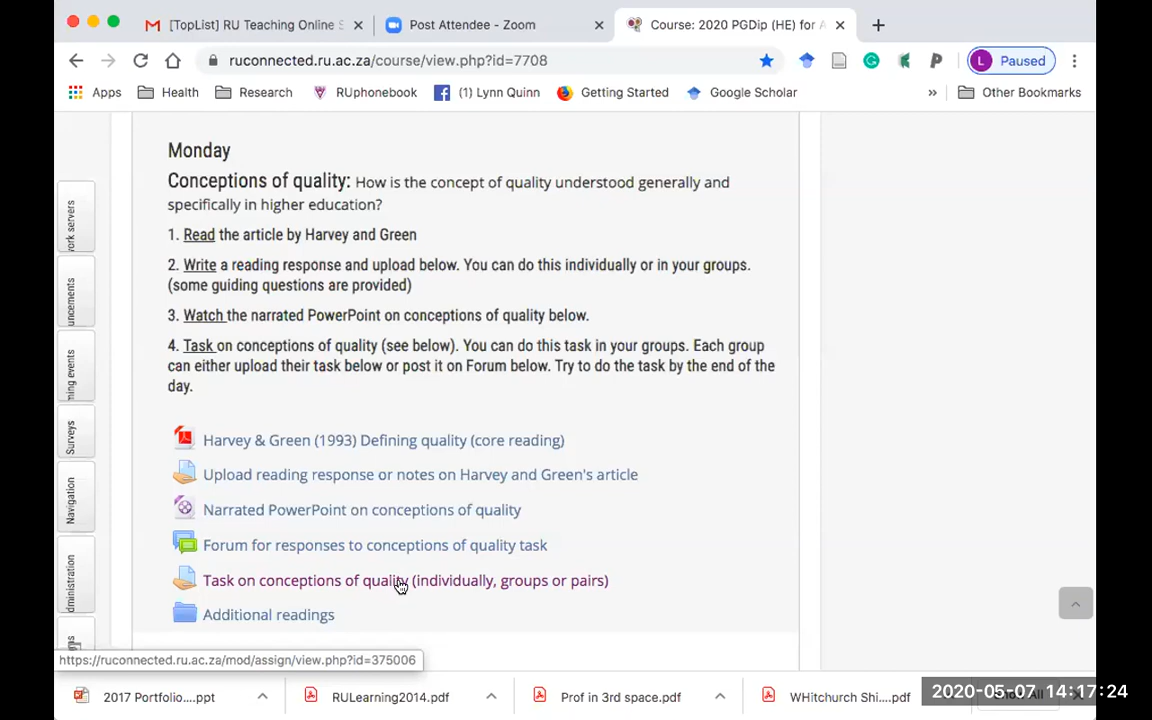 [TopList] RU Teaching Online S
Post Attendee - Zoom
Course: 2020 PGDip (HE) for A
ruconnected.ru.ac.za/course/view.php?id=7708
L Paused
Apps Health Research RUphonebook (1) Lynn Quinn Getting Started Google Scholar » Other Bookmarks
Monday
Conceptions of quality: How is the concept of quality understood generally and
specifically in higher education?
1. Read the article by Harvey and Green
2. Write a reading response and upload below. You can do this individually or in your groups.
(some guiding questions are provided)
3. Watch the narrated PowerPoint on conceptions of quality below.
4. Task on conceptions of quality (see below). You can do this task in your groups. Each group
can either upload their task below or post it on Forum below. Try to do the task by the end of the
day.
Harvey & Green (1993) Defining quality (core reading)
Upload reading response or notes on Harvey and Green's article
Narrated PowerPoint on conceptions of quality
Forum for responses to conceptions of quality task
Task on conceptions of quality (individually, groups or pairs)
Additional readings
ork servers
uncements
ming events
Surveys
Navigation
dministration
https://ruconnected.ru.ac.za/mod/assign/view.php?id=375006
2017 Portfolio....ppt
RULearning2014.pdf
Prof in 3rd space.pdf
WHitchurch Shi....pdf
2020-05-07 14:17:24